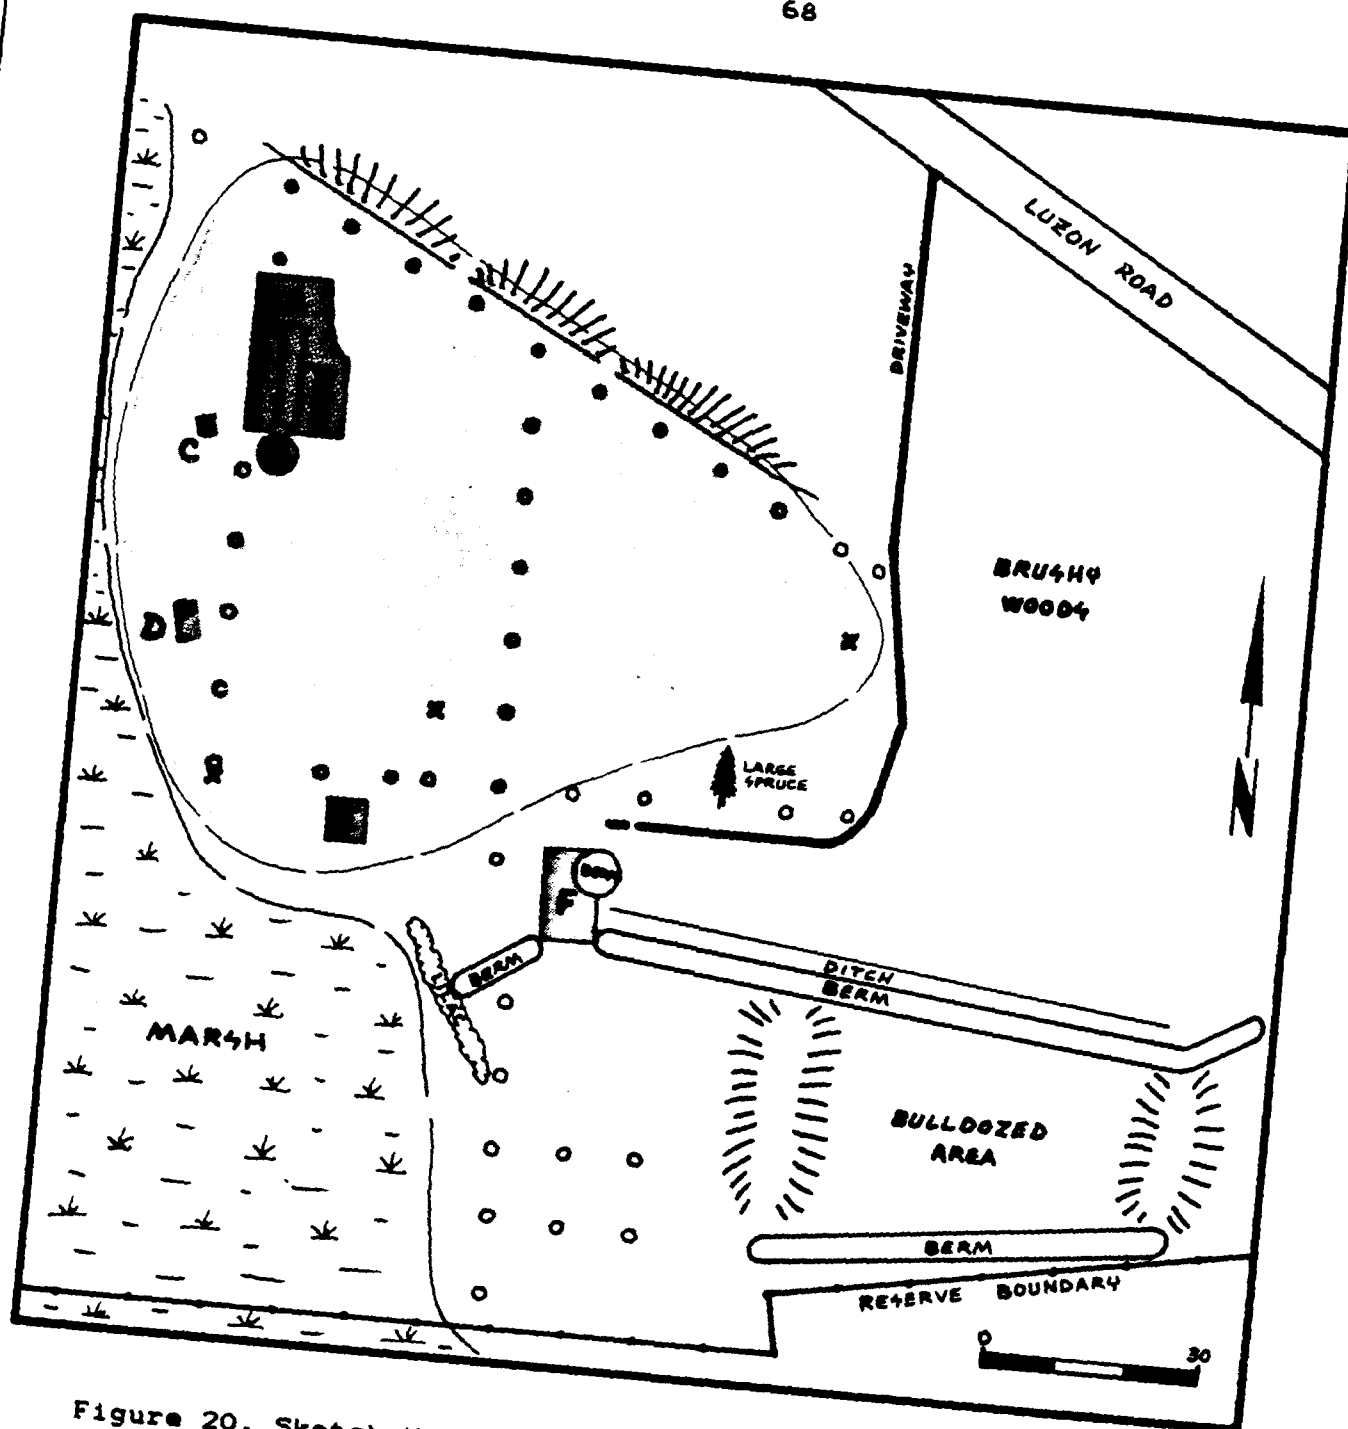 68
LUZON ROAD
DRIVEWAY
BRUSHY
WOODS
C
D
LARGE
SPRUCE
F
BERM
DITCH
BERM
MARSH
BULLDOZED
AREA
BERM
RESERVE BOUNDARY
0 30
N
Figure 20. Sketch